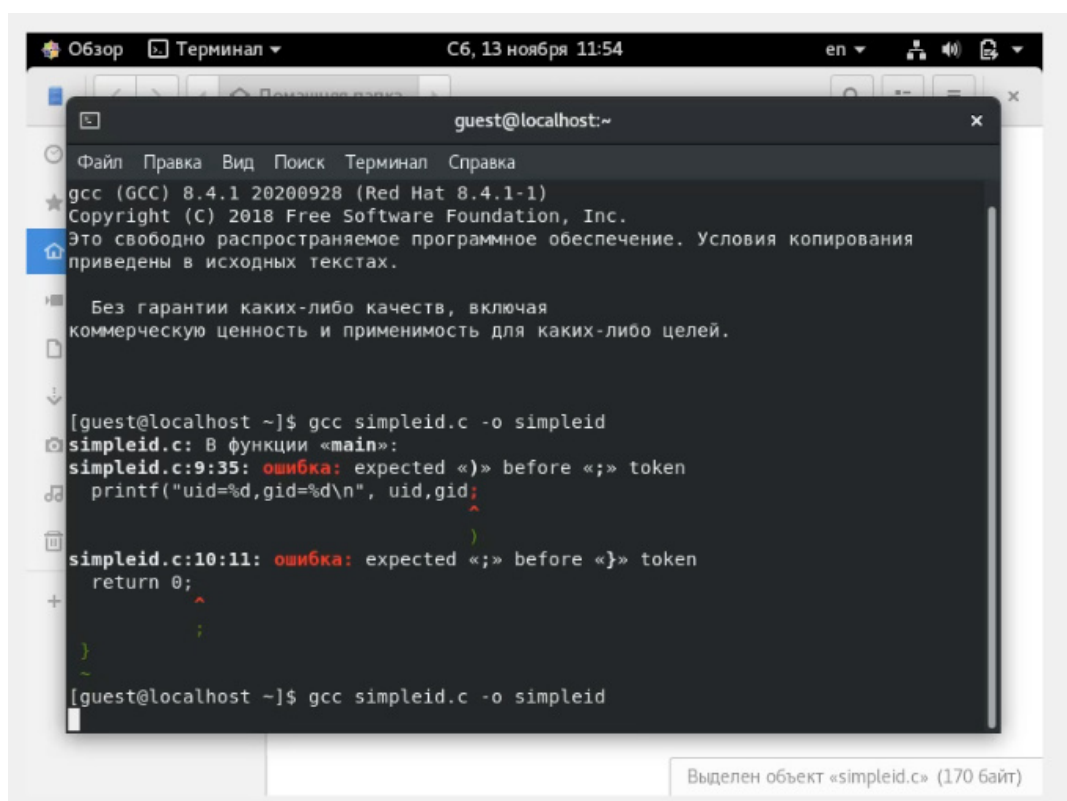 Обзор Терминал Сб, 13 ноября 11:54 en
Домашняя папка
guest@localhost:~
Файл Правка Вид Поиск Терминал Справка
gcc (GCC) 8.4.1 20200928 (Red Hat 8.4.1-1)
Copyright (C) 2018 Free Software Foundation, Inc.
Это свободно распространяемое программное обеспечение. Условия копирования
приведены в исходных текстах.
Без гарантии каких-либо качеств, включая
коммерческую ценность и применимость для каких-либо целей.
[guest@localhost ~]$ gcc simpleid.c -o simpleid
simpleid.c: В функции «main»:
simpleid.c:9:35: ошибка: expected «)» before «;» token
printf("uid=%d,gid=%d\n", uid,gid;
^
)
simpleid.c:10:11: ошибка: expected «;» before «}» token
return 0;
^
;
}
~
[guest@localhost ~]$ gcc simpleid.c -o simpleid
Выделен объект «simpleid.c» (170 байт)